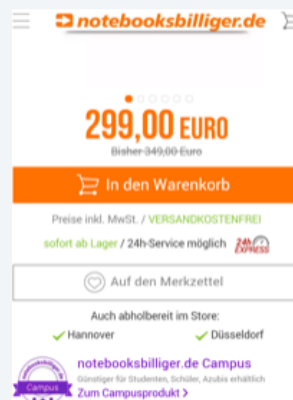 notebooksbilliger.de
299,00 EURO
Bisher 349,00 Euro
In den Warenkorb
Preise inkl. MwSt. / VERSANDKOSTENFREI
sofort ab Lager / 24h-Service möglich 24h EXPRESS
Auf den Merkzettel
Auch abholbereit im Store:
Hannover Düsseldorf
notebooksbilliger.de Campus
Günstiger für Studenten, Schüler, Azubis erhältlich
Campus Zum Campusprodukt >